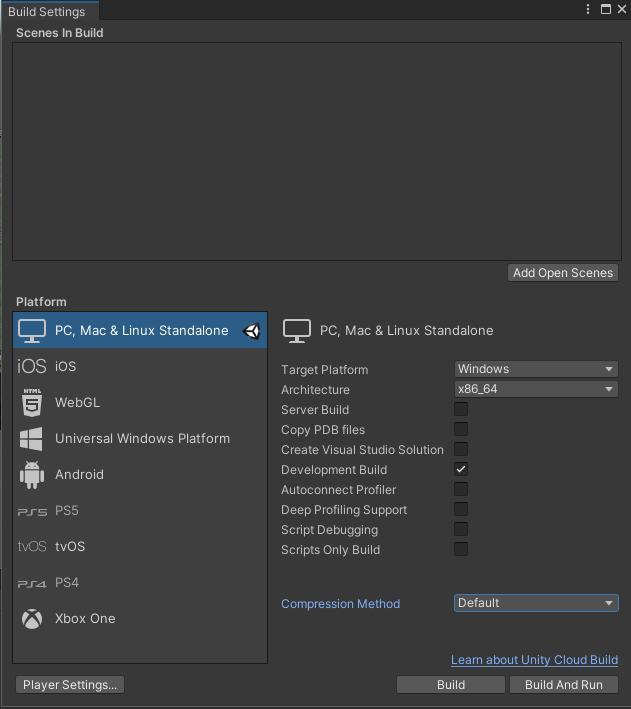 Build Settings
Scenes In Build
Add Open Scenes
Platform
PC, Mac & Linux Standalone
iOS iOS
HTML 5 WebGL
Universal Windows Platform
Android
PS5 PS5
tvOS tvOS
PS4 PS4
Xbox One
PC, Mac & Linux Standalone
Target Platform Windows
Architecture x86_64
Server Build
Copy PDB files
Create Visual Studio Solution
Development Build
Autoconnect Profiler
Deep Profiling Support
Script Debugging
Scripts Only Build
Compression Method Default
Learn about Unity Cloud Build
Player Settings... Build Build And Run